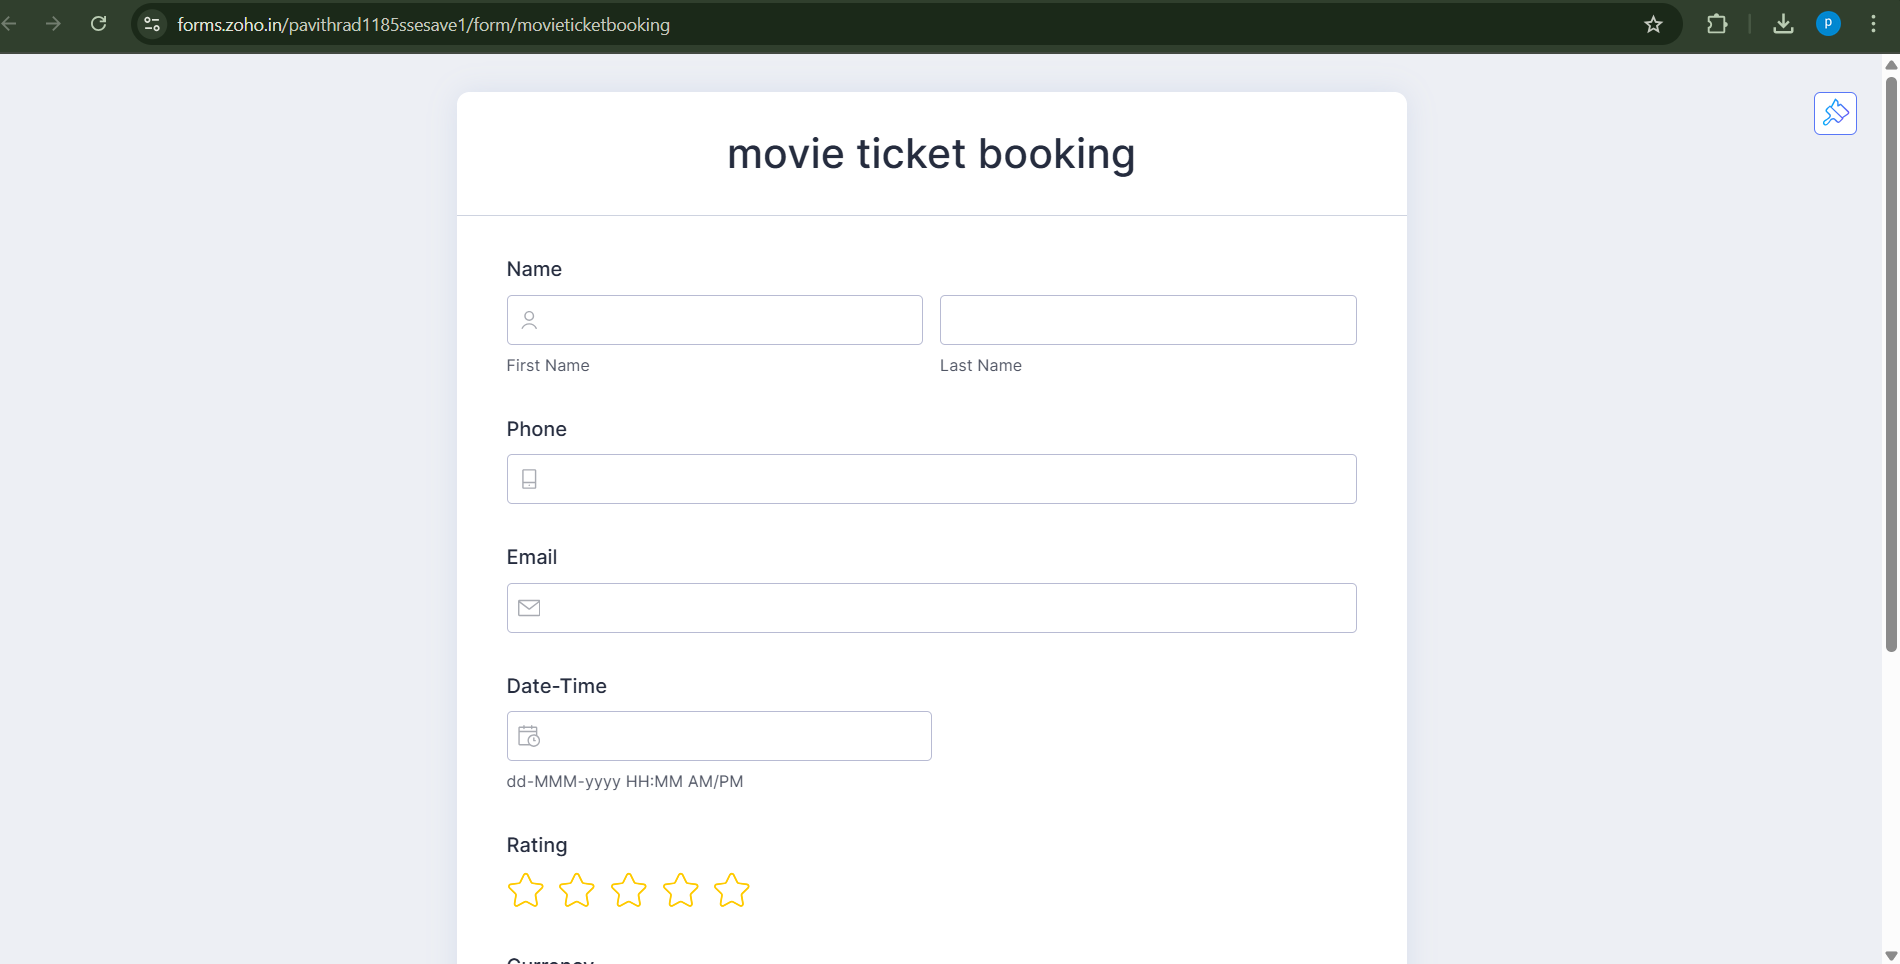 forms.zoho.in/pavithrad1185ssesave1/form/movieticketbooking
p
movie ticket booking
Name
First Name
Last Name
Phone
Email
Date-Time
dd-MMM-yyyy HH:MM AM/PM
Rating
Currency